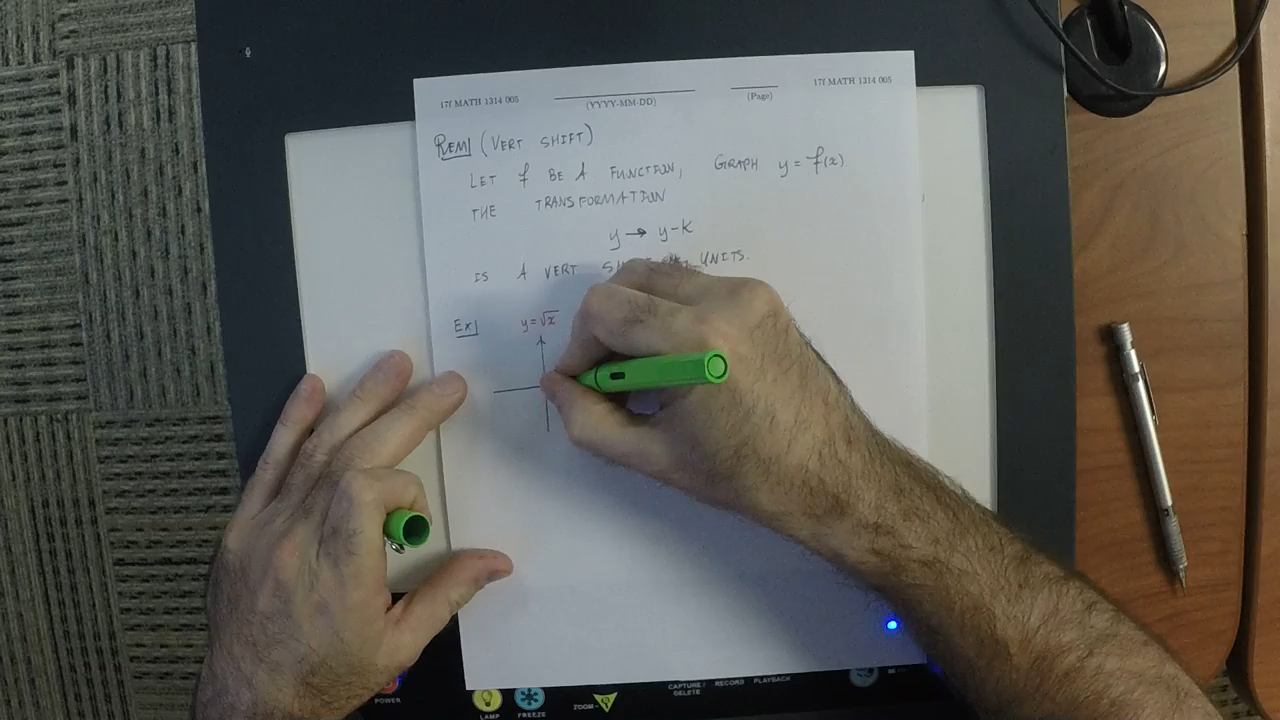 17f MATH 1314 005 (YYYY-MM-DD) (Page) 17f MATH 1314 005
REM (VERT SHIFT)
LET f BE A FUNCTION, GRAPH y = f(x)
THE TRANSFORMATION
y → y-k
IS A VERT UNITS.
Ex y=√x
POWER LAMP FREEZE ZOOM CAPTURE / DELETE RECORD PLAYBACK